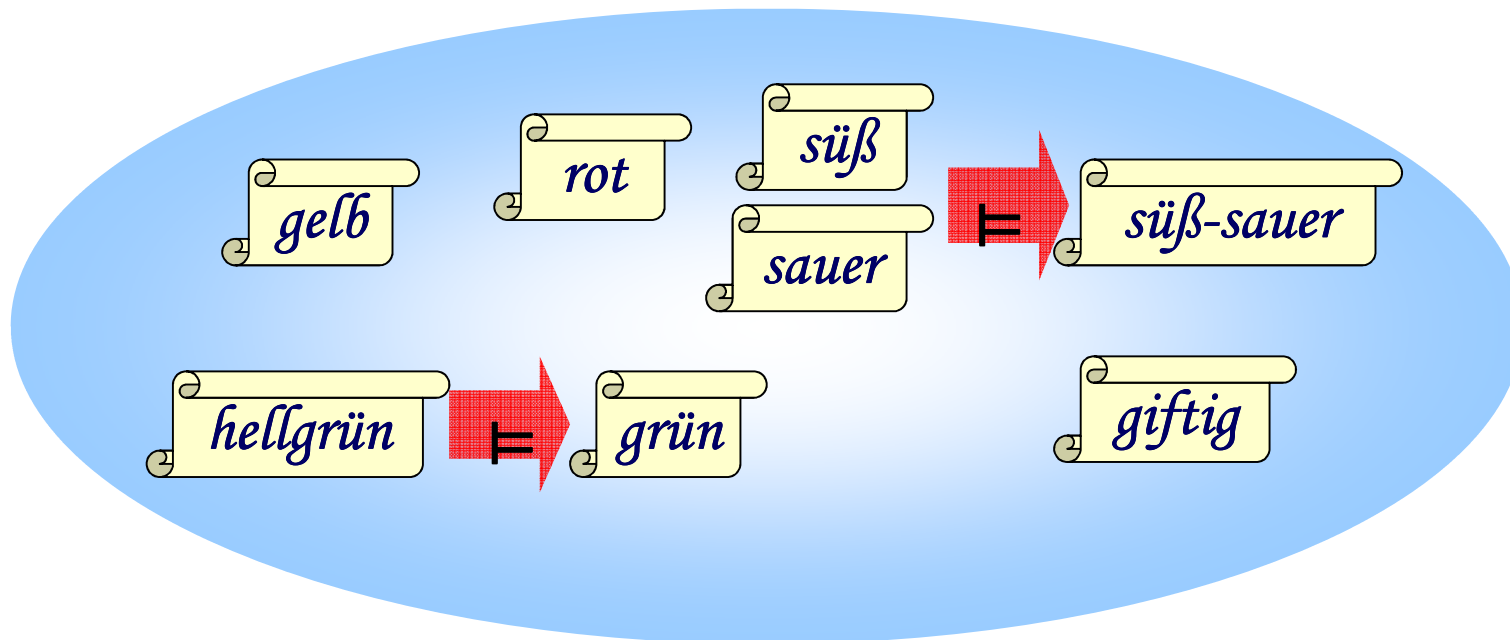 gelb
rot
süß
sauer
⊨
süß-sauer
hellgrün
⊨
grün
giftig